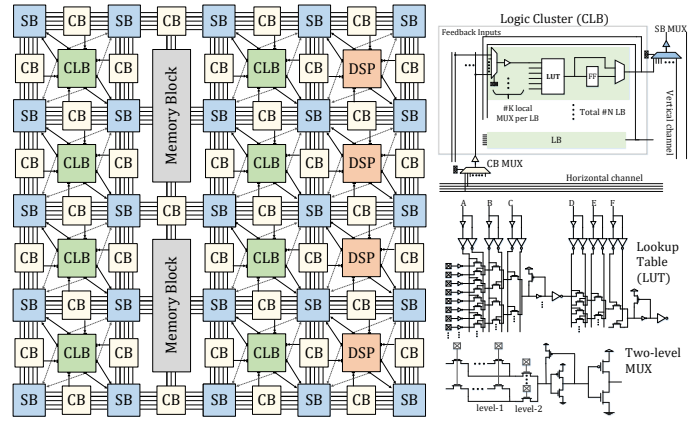 SB CB SB CB SB CB SB CB SB
CB CLB CB CB CLB CB DSP CB
SB CB SB SB CB SB CB SB
CB CLB CB CB CLB CB DSP CB
Memory Block
SB CB SB CB SB CB SB CB SB
CB CLB CB CB CLB CB DSP CB
SB CB SB SB CB SB CB SB
CB CLB CB CB CLB CB DSP CB
Memory Block
SB CB SB CB SB CB SB CB SB
Logic Cluster (CLB)
Feedback Inputs
SB MUX
LUT
FF
#K local
MUX per LB
Total #N LB
LB
Vertical channel
CB MUX
Horizontal channel
A B C D E F
Lookup
Table
(LUT)
Two-level
MUX
level-1 level-2